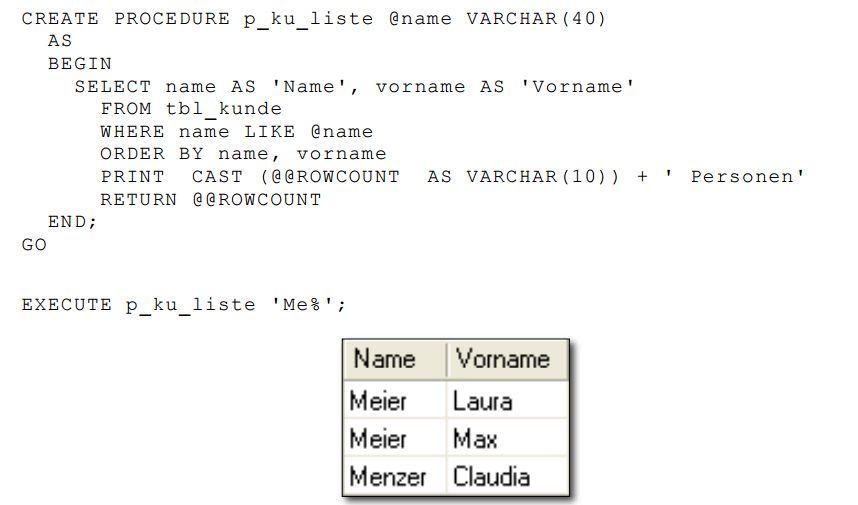 CREATE PROCEDURE p_ku_liste @name VARCHAR(40)
AS
BEGIN
SELECT name AS 'Name', vorname AS 'Vorname'
FROM tbl_kunde
WHERE name LIKE @name
ORDER BY name, vorname
PRINT CAST (@@ROWCOUNT AS VARCHAR(10)) + ' Personen'
RETURN @@ROWCOUNT
END;
GO
EXECUTE p_ku_liste 'Me%';
Name Vorname
Meier Laura
Meier Max
Menzer Claudia